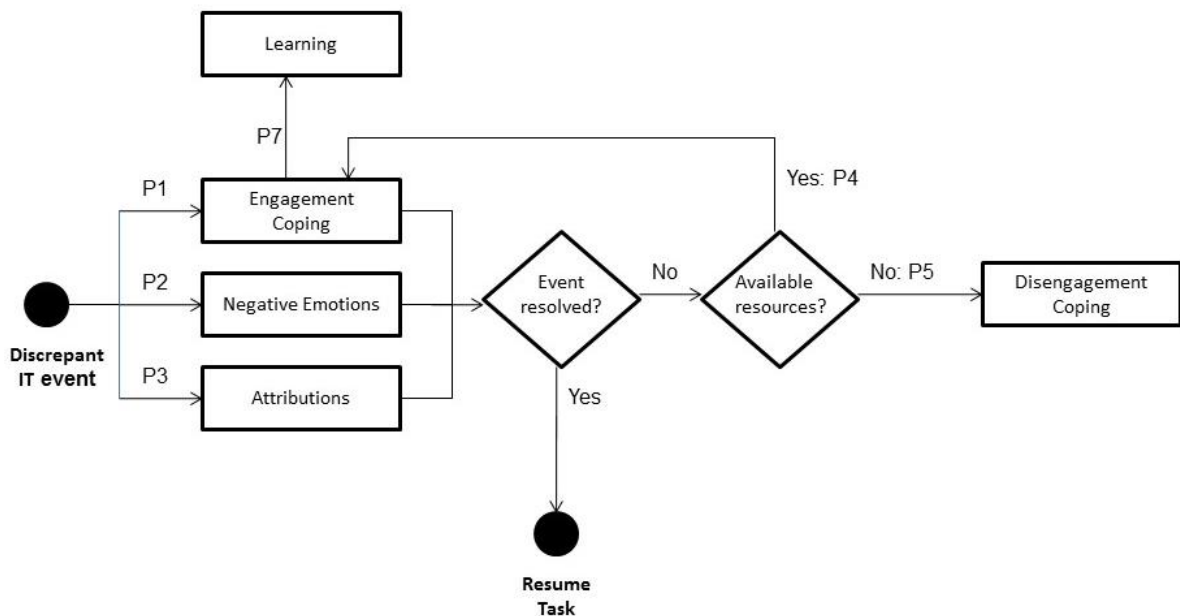 Learning
P7
P1
Engagement
Coping
Yes: P4
P2
Negative Emotions
Event
resolved?
No
Available
resources?
No: P5
Disengagement
Coping
Discrepant
IT event
P3
Attributions
Yes
Resume
Task